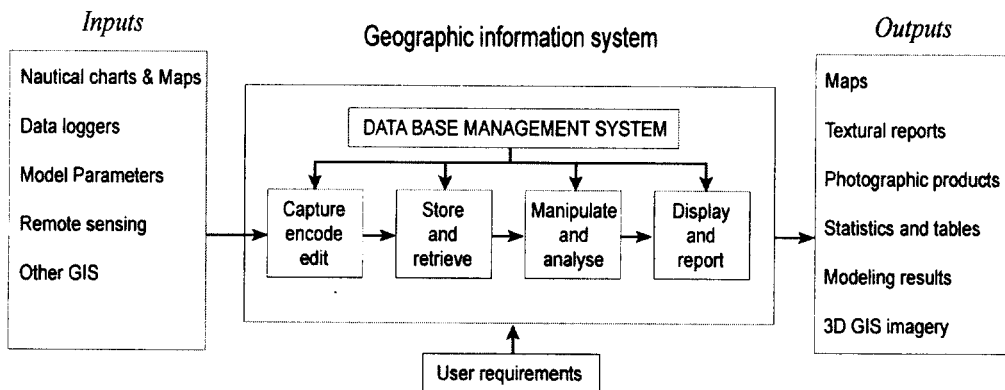 Inputs
Nautical charts & Maps
Data loggers
Model Parameters
Remote sensing
Other GIS
Geographic information system
DATA BASE MANAGEMENT SYSTEM
Capture
encode
edit
Store
and
retrieve
Manipulate
and
analyse
Display
and
report
User requirements
Outputs
Maps
Textural reports
Photographic products
Statistics and tables
Modeling results
3D GIS imagery